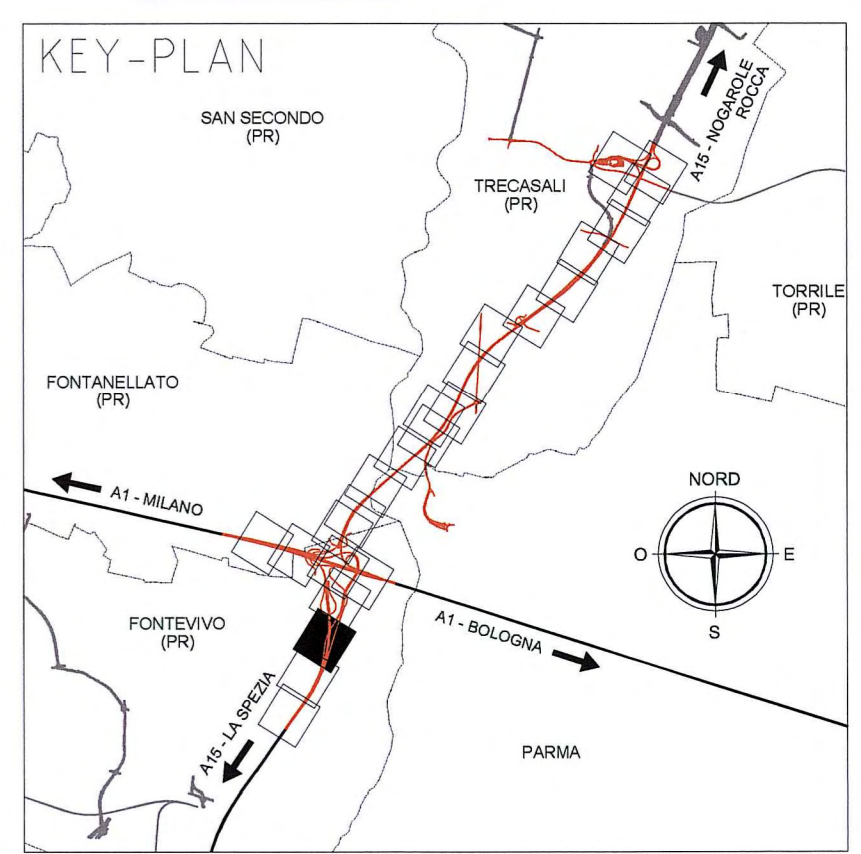 KEY-PLAN
SAN SECONDO
(PR)
A15 - NOGAROLE
ROCCA
TRECASALI
(PR)
TORRILE
(PR)
FONTANELLATO
(PR)
NORD
A1 - MILANO
O
E
S
FONTEVIVO
(PR)
A1 - BOLOGNA
A15 - LA SPEZIA
PARMA